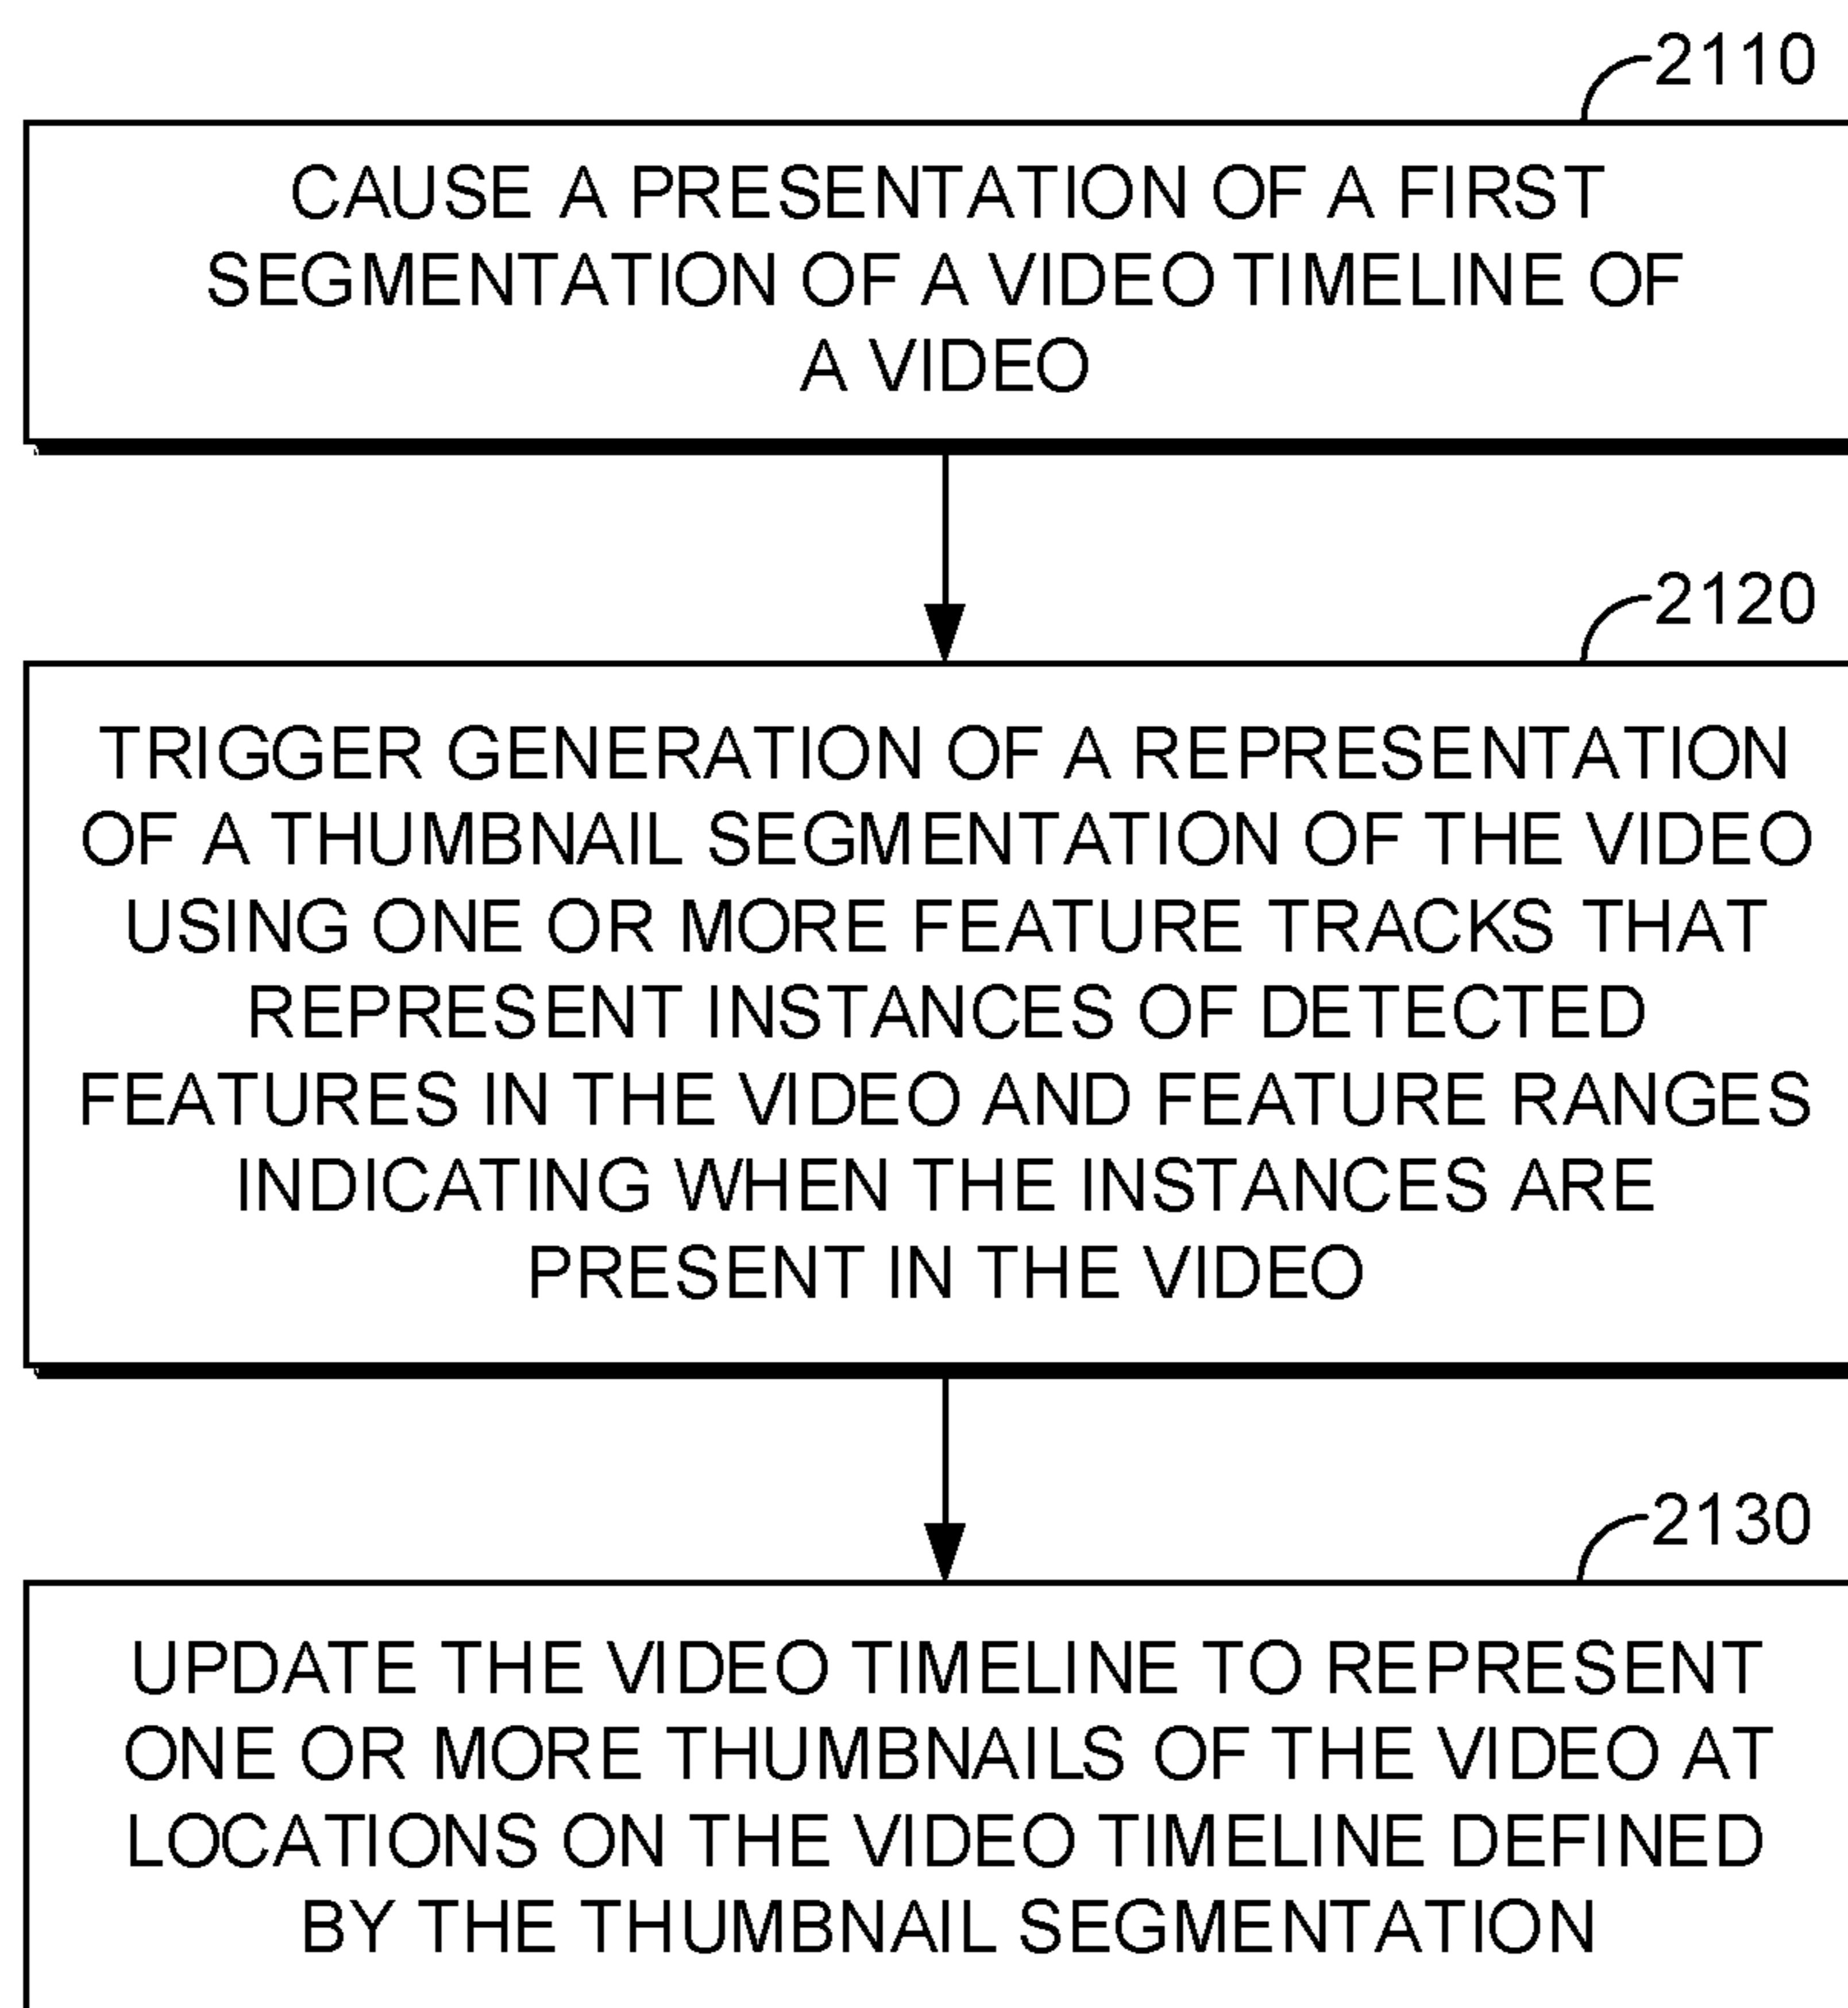 2110
CAUSE A PRESENTATION OF A FIRST
SEGMENTATION OF A VIDEO TIMELINE OF
A VIDEO
2120
TRIGGER GENERATION OF A REPRESENTATION
OF A THUMBNAIL SEGMENTATION OF THE VIDEO
USING ONE OR MORE FEATURE TRACKS THAT
REPRESENT INSTANCES OF DETECTED
FEATURES IN THE VIDEO AND FEATURE RANGES
INDICATING WHEN THE INSTANCES ARE
PRESENT IN THE VIDEO
2130
UPDATE THE VIDEO TIMELINE TO REPRESENT
ONE OR MORE THUMBNAILS OF THE VIDEO AT
LOCATIONS ON THE VIDEO TIMELINE DEFINED
BY THE THUMBNAIL SEGMENTATION